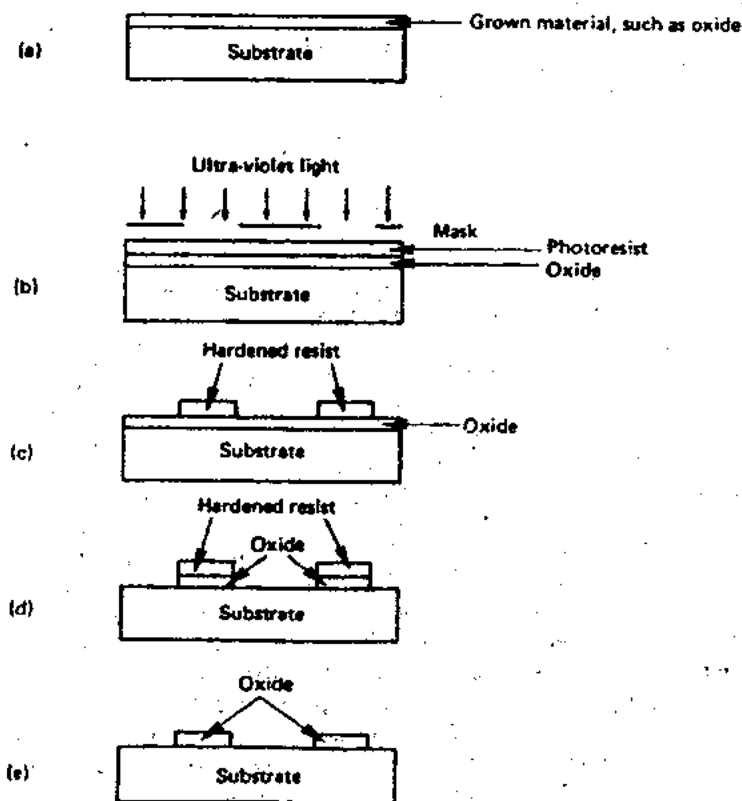 Grown material, such as oxide
(a)
Substrate
Ultra-violet light
Mask
Photoresist
Oxide
(b)
Substrate
Hardened resist
Oxide
(c)
Substrate
Hardened resist
Oxide
(d)
Substrate
Oxide
(e)
Substrate